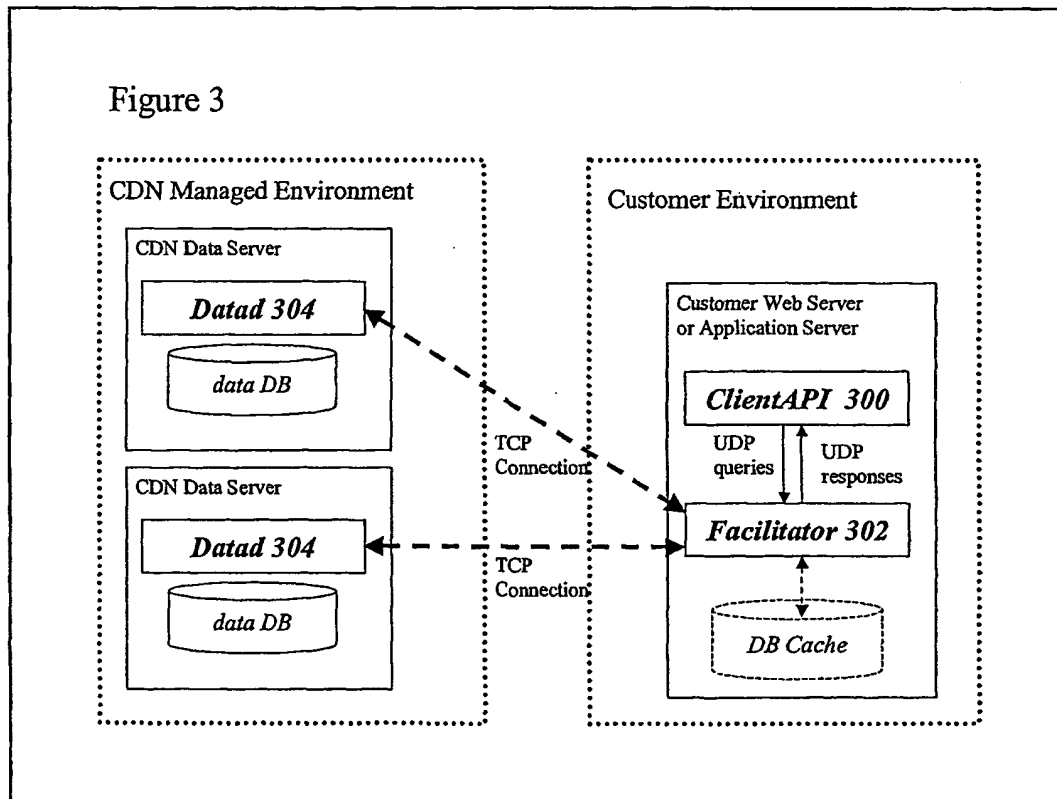 Figure 3
CDN Managed Environment
CDN Data Server
Datad 304
data DB
CDN Data Server
Datad 304
data DB
TCP
Connection
TCP
Connection
Customer Environment
Customer Web Server
or Application Server
ClientAPI 300
UDP
queries
UDP
responses
Facilitator 302
DB Cache